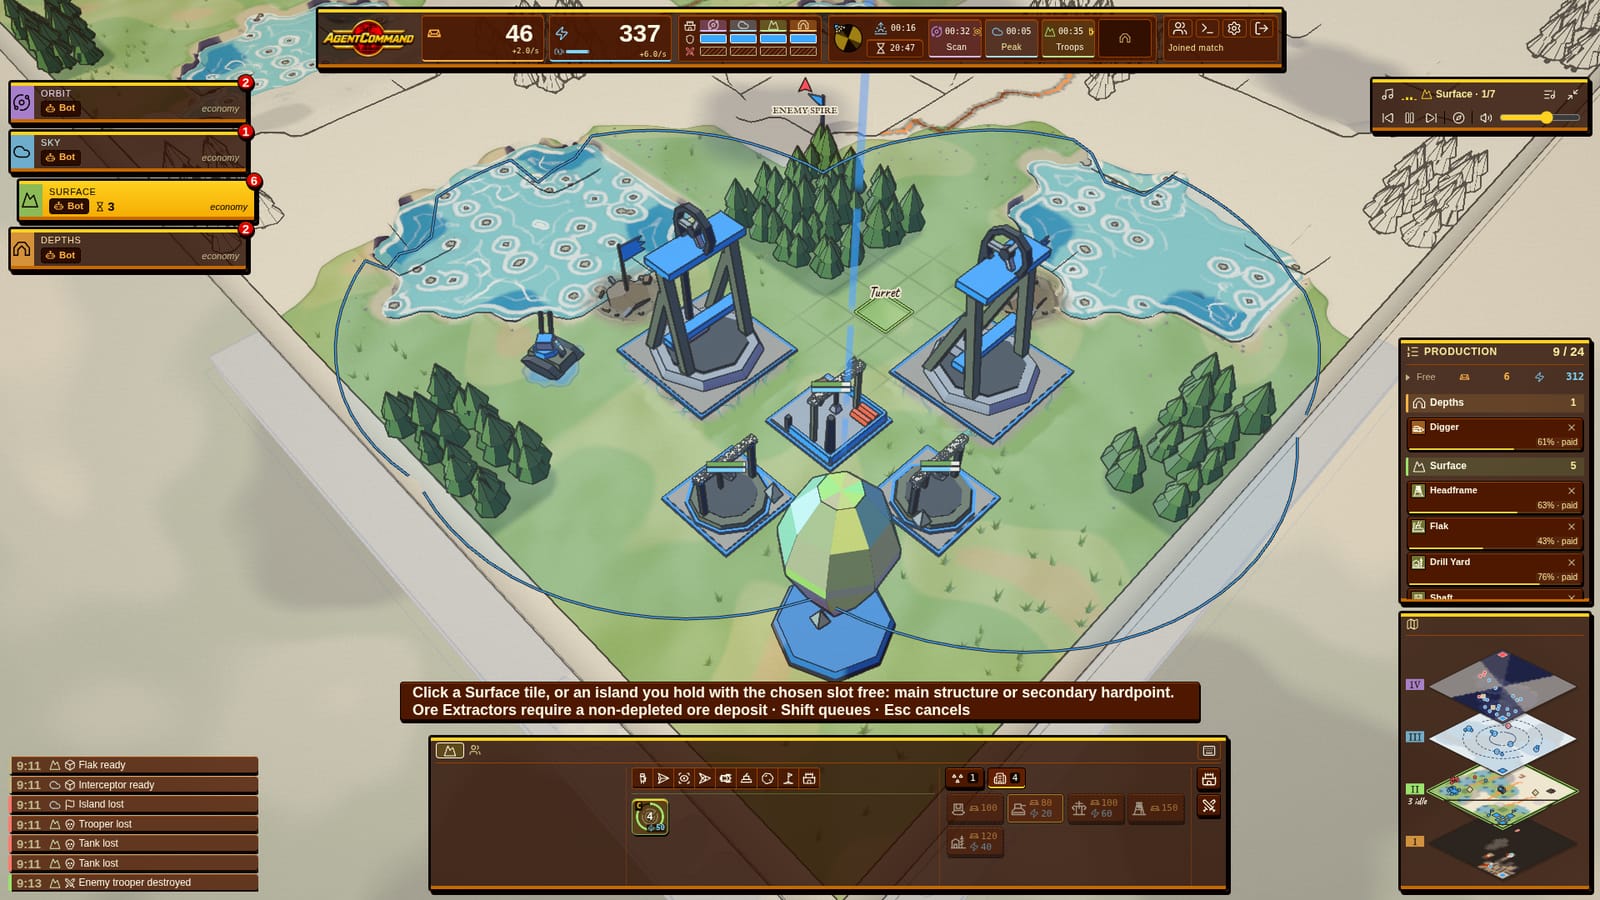 AGENTCOMMAND
46
+2.0/s
337
+6.0/s
00:16
20:47
00:32
Scan
00:05
Peak
00:35
Troops
Joined match
ORBIT
Bot
economy
2
SKY
Bot
economy
1
SURFACE
Bot
3
economy
6
DEPTHS
Bot
economy
2
Surface · 1/7
ENEMY SPIRE
Turret
PRODUCTION
9 / 24
Free
6
312
Depths
1
Digger
61% · paid
Surface
5
Headframe
63% · paid
Flak
43% · paid
Drill Yard
76% · paid
Shaft
IV
III
II
3 idle
I
Click a Surface tile, or an island you hold with the chosen slot free: main structure or secondary hardpoint.
Ore Extractors require a non-depleted ore deposit · Shift queues · Esc cancels
1
4
4
50
100
80
20
100
60
150
120
40
9:11 Flak ready
9:11 Interceptor ready
9:11 Island lost
9:11 Trooper lost
9:11 Tank lost
9:11 Tank lost
9:13 Enemy trooper destroyed